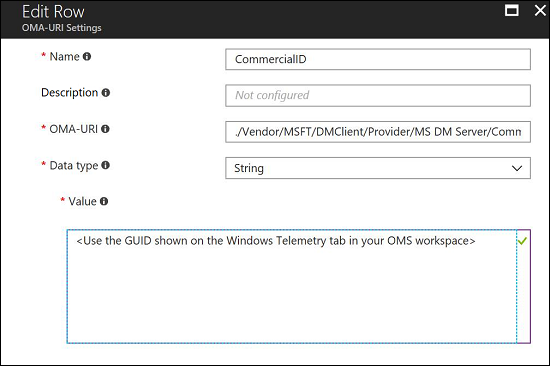 Edit Row
OMA-URI Settings
* Name
CommercialID
Description
Not configured
* OMA-URI
./Vendor/MSFT/DMClient/Provider/MS DM Server/Comm
* Data type
String
* Value
<Use the GUID shown on the Windows Telemetry tab in your OMS workspace>